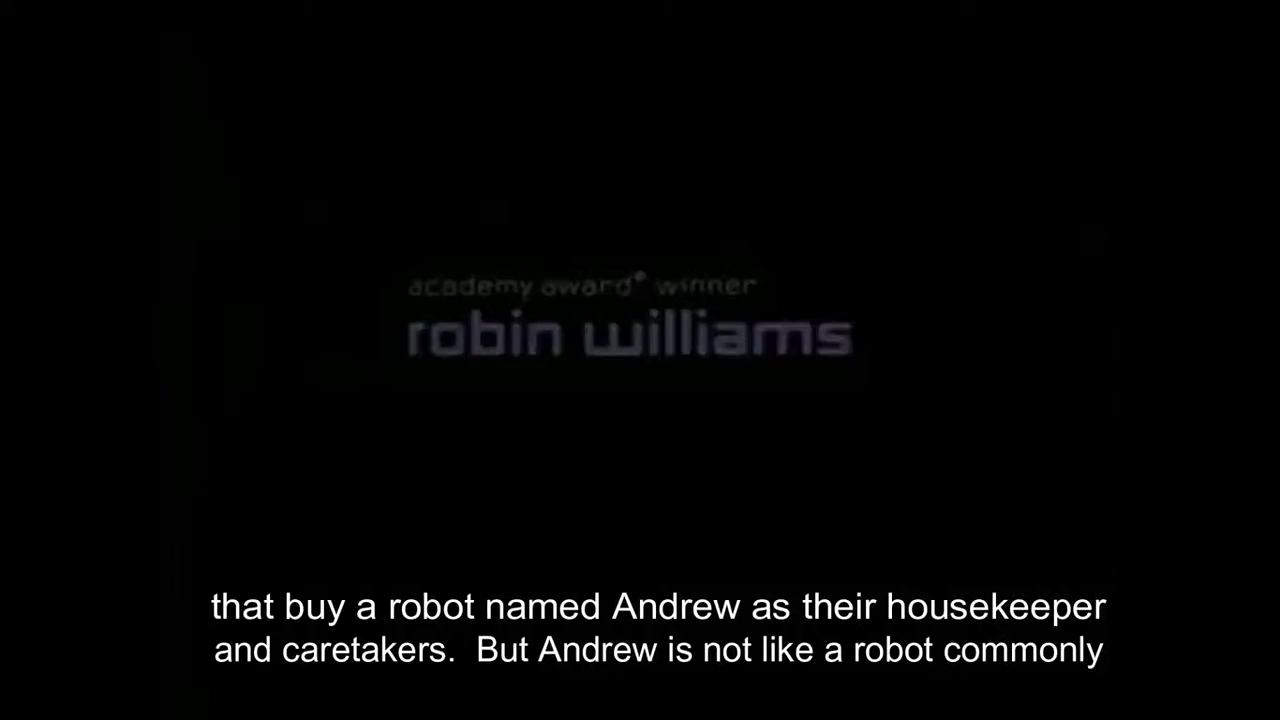 academy award® winner
robin williams
that buy a robot named Andrew as their housekeeper
and caretakers.  But Andrew is not like a robot commonly